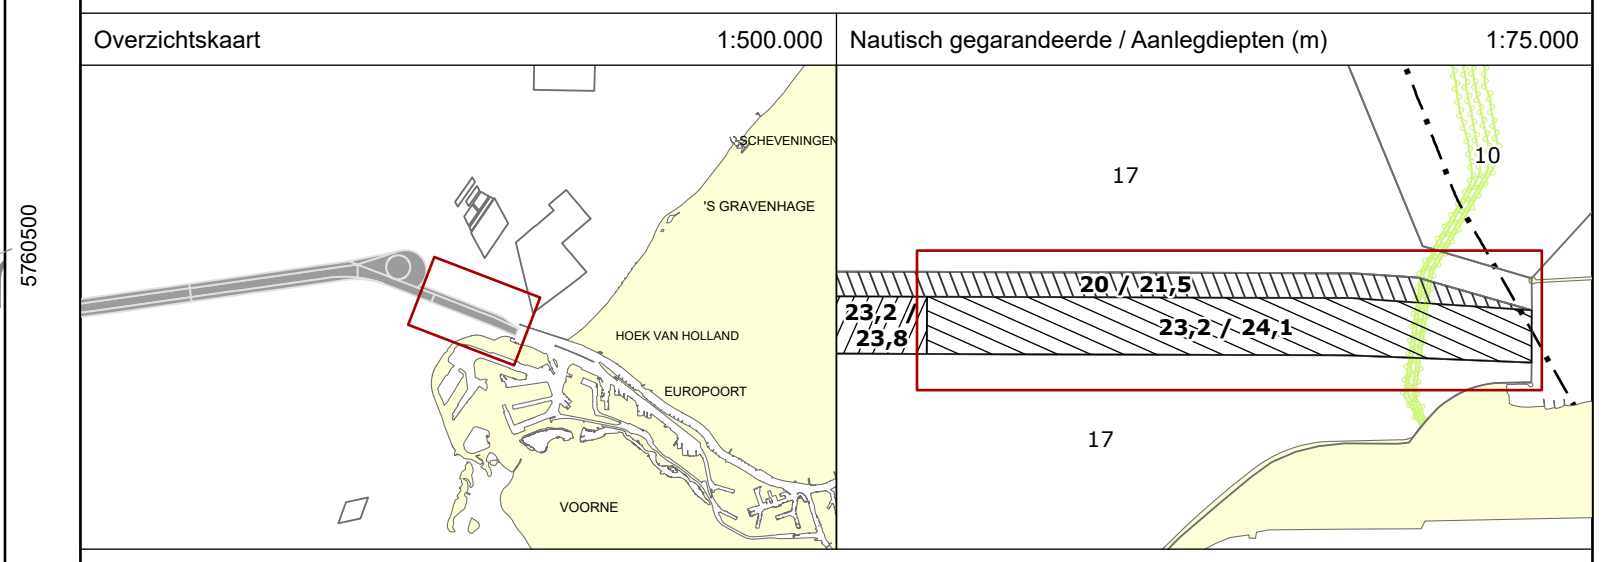 5760500
Overzichtskaart 1:500.000
SCHEVENINGEN
'S GRAVENHAGE
HOEK VAN HOLLAND
EUROPOORT
VOORNE
Nautisch gegarandeerde / Aanlegdiepten (m) 1:75.000
17
10
20 / 21,5
23,2 /
23,8
23,2 / 24,1
17